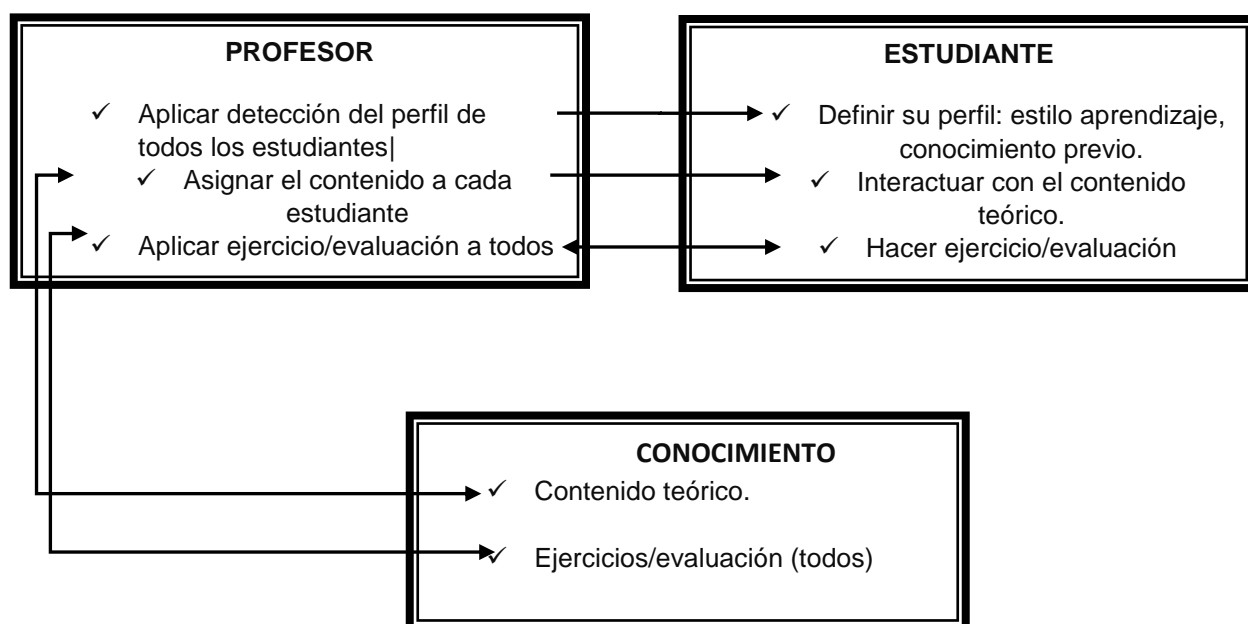 PROFESOR
✓ Aplicar detección del perfil de
todos los estudiantes|
✓ Asignar el contenido a cada
estudiante
✓ Aplicar ejercicio/evaluación a todos
ESTUDIANTE
✓ Definir su perfil: estilo aprendizaje,
conocimiento previo.
✓ Interactuar con el contenido
teórico.
✓ Hacer ejercicio/evaluación
CONOCIMIENTO
✓ Contenido teórico.
✓ Ejercicios/evaluación (todos)